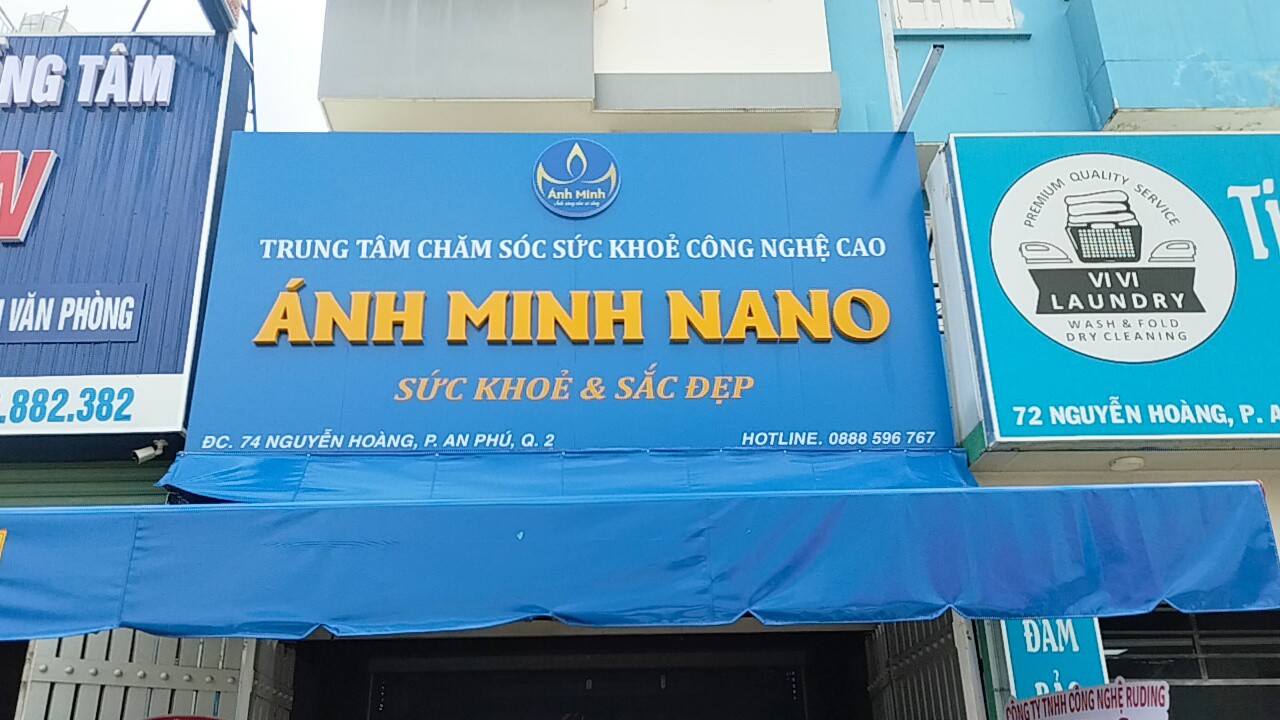 TÂM
VĂN PHÒNG
.882.382
Ánh Minh
TRUNG TÂM CHĂM SÓC SỨC KHOẺ CÔNG NGHỆ CAO
ÁNH MINH NANO
SỨC KHOẺ & SẮC ĐẸP
ĐC. 74 NGUYỄN HOÀNG, P. AN PHÚ, Q. 2
HOTLINE. 0888 596 767
PREMIUM QUALITY SERVICE
VI VI
LAUNDRY
WASH & FOLD
DRY CLEANING
72 NGUYỄN HOÀNG, P. A
ĐẢM
CÔNG TY TNHH CÔNG NGHỆ RUDING